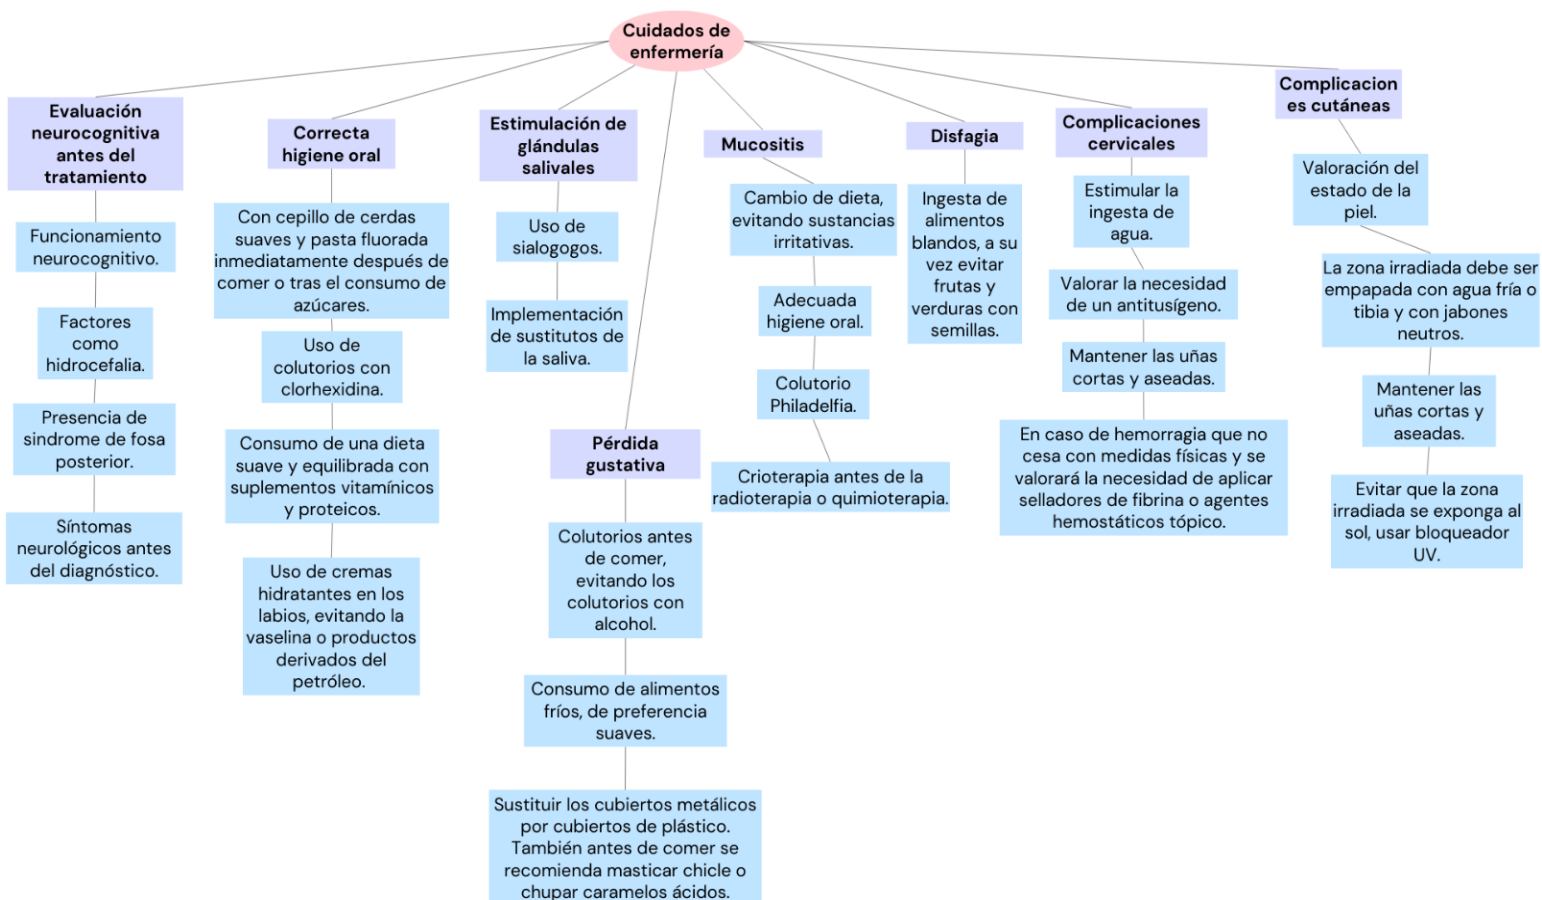 Cuidados de
enfermería
Evaluación
neurocognitiva
antes del
tratamiento
Funcionamiento
neurocognitivo.
Factores
como
hidrocefalia.
Presencia de
sindrome de fosa
posterior.
Síntomas
neurológicos antes
del diagnóstico.
Correcta
higiene oral
Con cepillo de cerdas
suaves y pasta fluorada
inmediatamente después de
comer o tras el consumo de
azúcares.
Uso de
colutorios con
clorhexidina.
Consumo de una dieta
suave y equilibrada con
suplementos vitamínicos
y proteicos.
Uso de cremas
hidratantes en los
labios, evitando la
vaselina o productos
derivados del
petróleo.
Estimulación de
glándulas
salivales
Uso de
sialogogos.
Implementación
de sustitutos de
la saliva.
Pérdida
gustativa
Colutorios antes
de comer,
evitando los
colutorios con
alcohol.
Consumo de alimentos
fríos, de preferencia
suaves.
Sustituir los cubiertos metálicos
por cubiertos de plástico.
También antes de comer se
recomienda masticar chicle o
chupar caramelos ácidos.
Mucositis
Cambio de dieta,
evitando sustancias
irritativas.
Adecuada
higiene oral.
Colutorio
Philadelfia.
Crioterapia antes de la
radioterapia o quimioterapia.
Disfagia
Ingesta de
alimentos
blandos, a su
vez evitar
frutas y
verduras con
semillas.
Complicaciones
cervicales
Estimular la
ingesta de
agua.
Valorar la necesidad
de un antitusígeno.
Mantener las uñas
cortas y aseadas.
En caso de hemorragia que no
cesa con medidas físicas y se
valorará la necesidad de aplicar
selladores de fibrina o agentes
hemostáticos tópico.
Complicacion
es cutáneas
Valoración del
estado de la
piel.
La zona irradiada debe ser
empapada con agua fría o
tibia y con jabones
neutros.
Mantener las
uñas cortas y
aseadas.
Evitar que la zona
irradiada se exponga al
sol, usar bloqueador
UV.